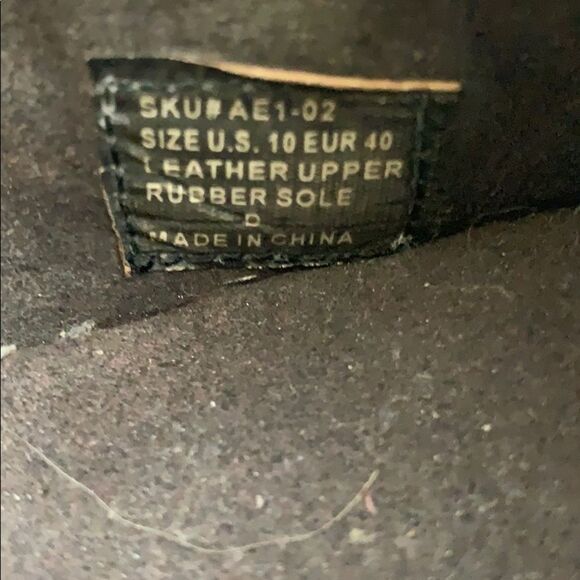 SKU# AE1-02
SIZE U.S. 10 EUR 40
LEATHER UPPER
RUBBER SOLE
D
MADE IN CHINA